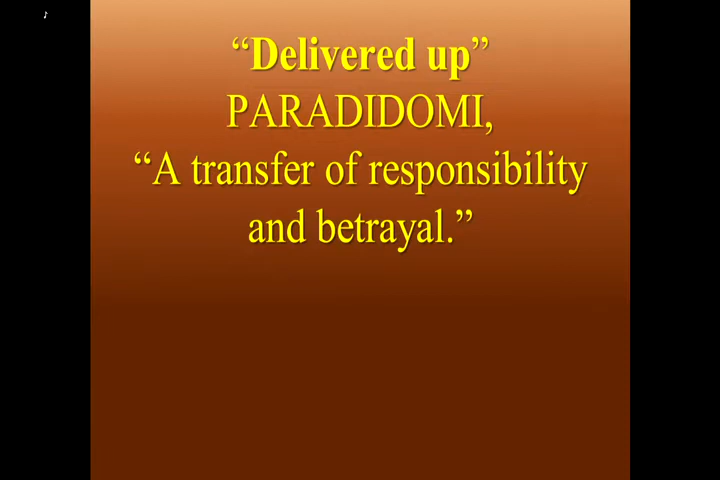 ♪
“Delivered up”
PARADIDOMI,
“A transfer of responsibility
and betrayal.”